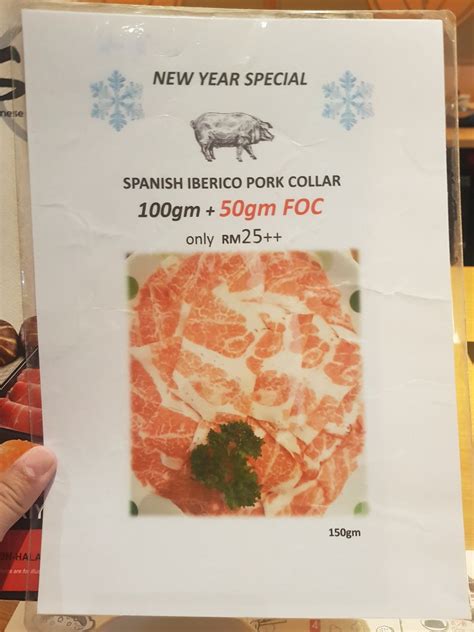 NEW YEAR SPECIAL
SPANISH IBERICO PORK COLLAR
100gm + 50gm FOC
only RM25++
150gm